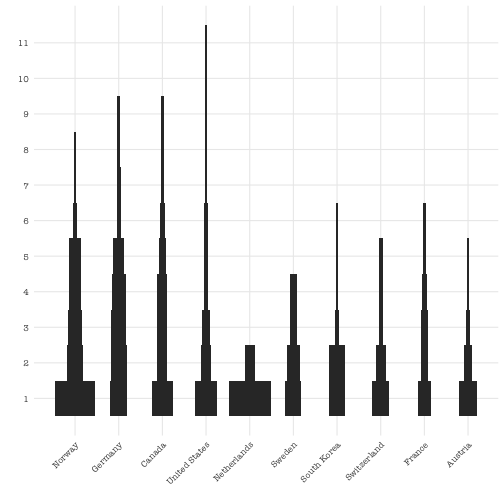 11
10
9
8
7
6
5
4
3
2
1
Norway
Germany
Canada
United States
Netherlands
Sweden
South Korea
Switzerland
France
Austria